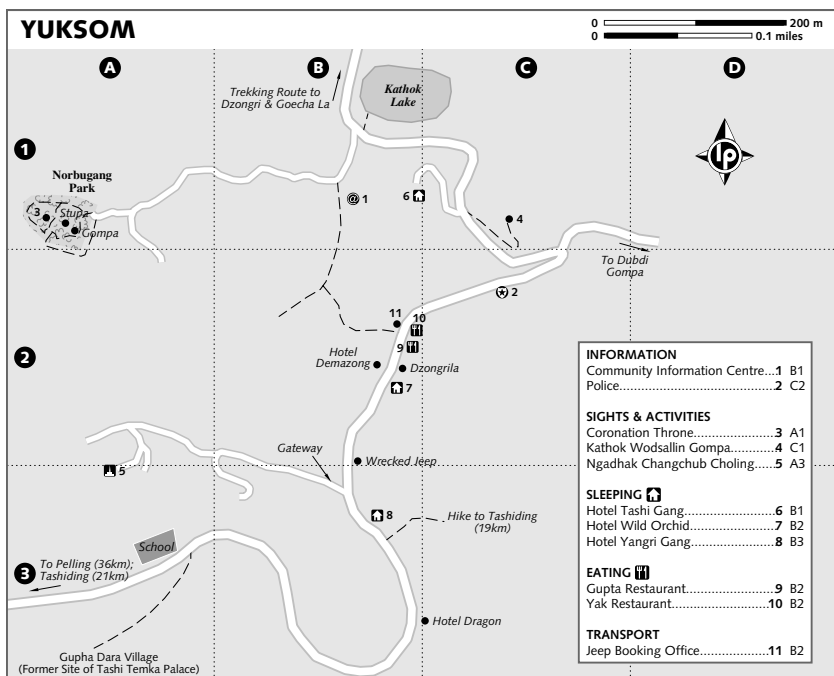 YUKSOM
0 200 m
0 0.1 miles
A B C D
Trekking Route to
Dzongri & Goecha La
Kathok
Lake
1
Norbugang
Park
3
Stupa
Gompa
1
6
4
lp
To Dubdi
Gompa
2
11
10
2
Hotel
Demazong
9
Dzongrila
7
Gateway
Wrecked Jeep
5
8
Hike to Tashiding
(19km)
School
3
To Pelling (36km);
Tashiding (21km)
Hotel Dragon
Gupha Dara Village
(Former Site of Tashi Temka Palace)
INFORMATION
Community Information Centre...1 B1
Police.............................................2 C2
SIGHTS & ACTIVITIES
Coronation Throne.......................3 A1
Kathok Wodsallin Gompa.............4 C1
Ngadhak Changchub Choling.....5 A3
SLEEPING
Hotel Tashi Gang..........................6 B1
Hotel Wild Orchid.........................7 B2
Hotel Yangri Gang........................8 B3
EATING
Gupta Restaurant.........................9 B2
Yak Restaurant............................10 B2
TRANSPORT
Jeep Booking Office....................11 B2